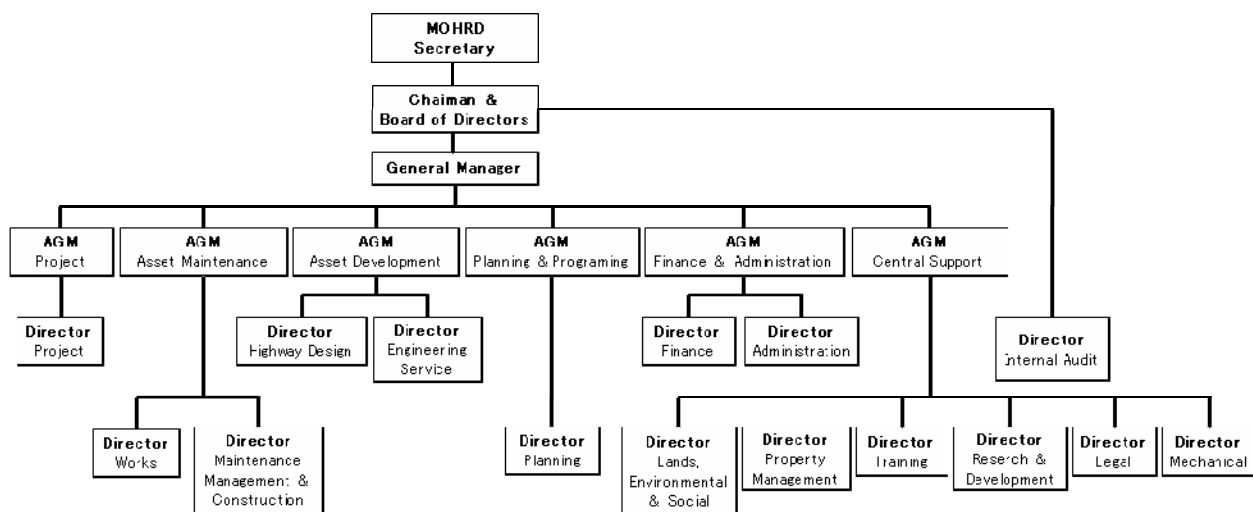 MOHRD
Secretary
Chaiman &
Board of Directors
General Manager
AGM
Project
AGM
Asset Maintenance
AGM
Asset Development
AGM
Planning & Programing
AGM
Finance & Administration
AGM
Central Support
Director
Project
Director
Highway Design
Director
Engineering
Service
Director
Finance
Director
Administration
Director
Internal Audit
Director
Works
Director
Maintenance
Management &
Construction
Director
Planning
Director
Lands,
Environmental
& Social
Director
Property
Management
Director
Training
Director
Reserch &
Development
Director
Legal
Director
Mechanical